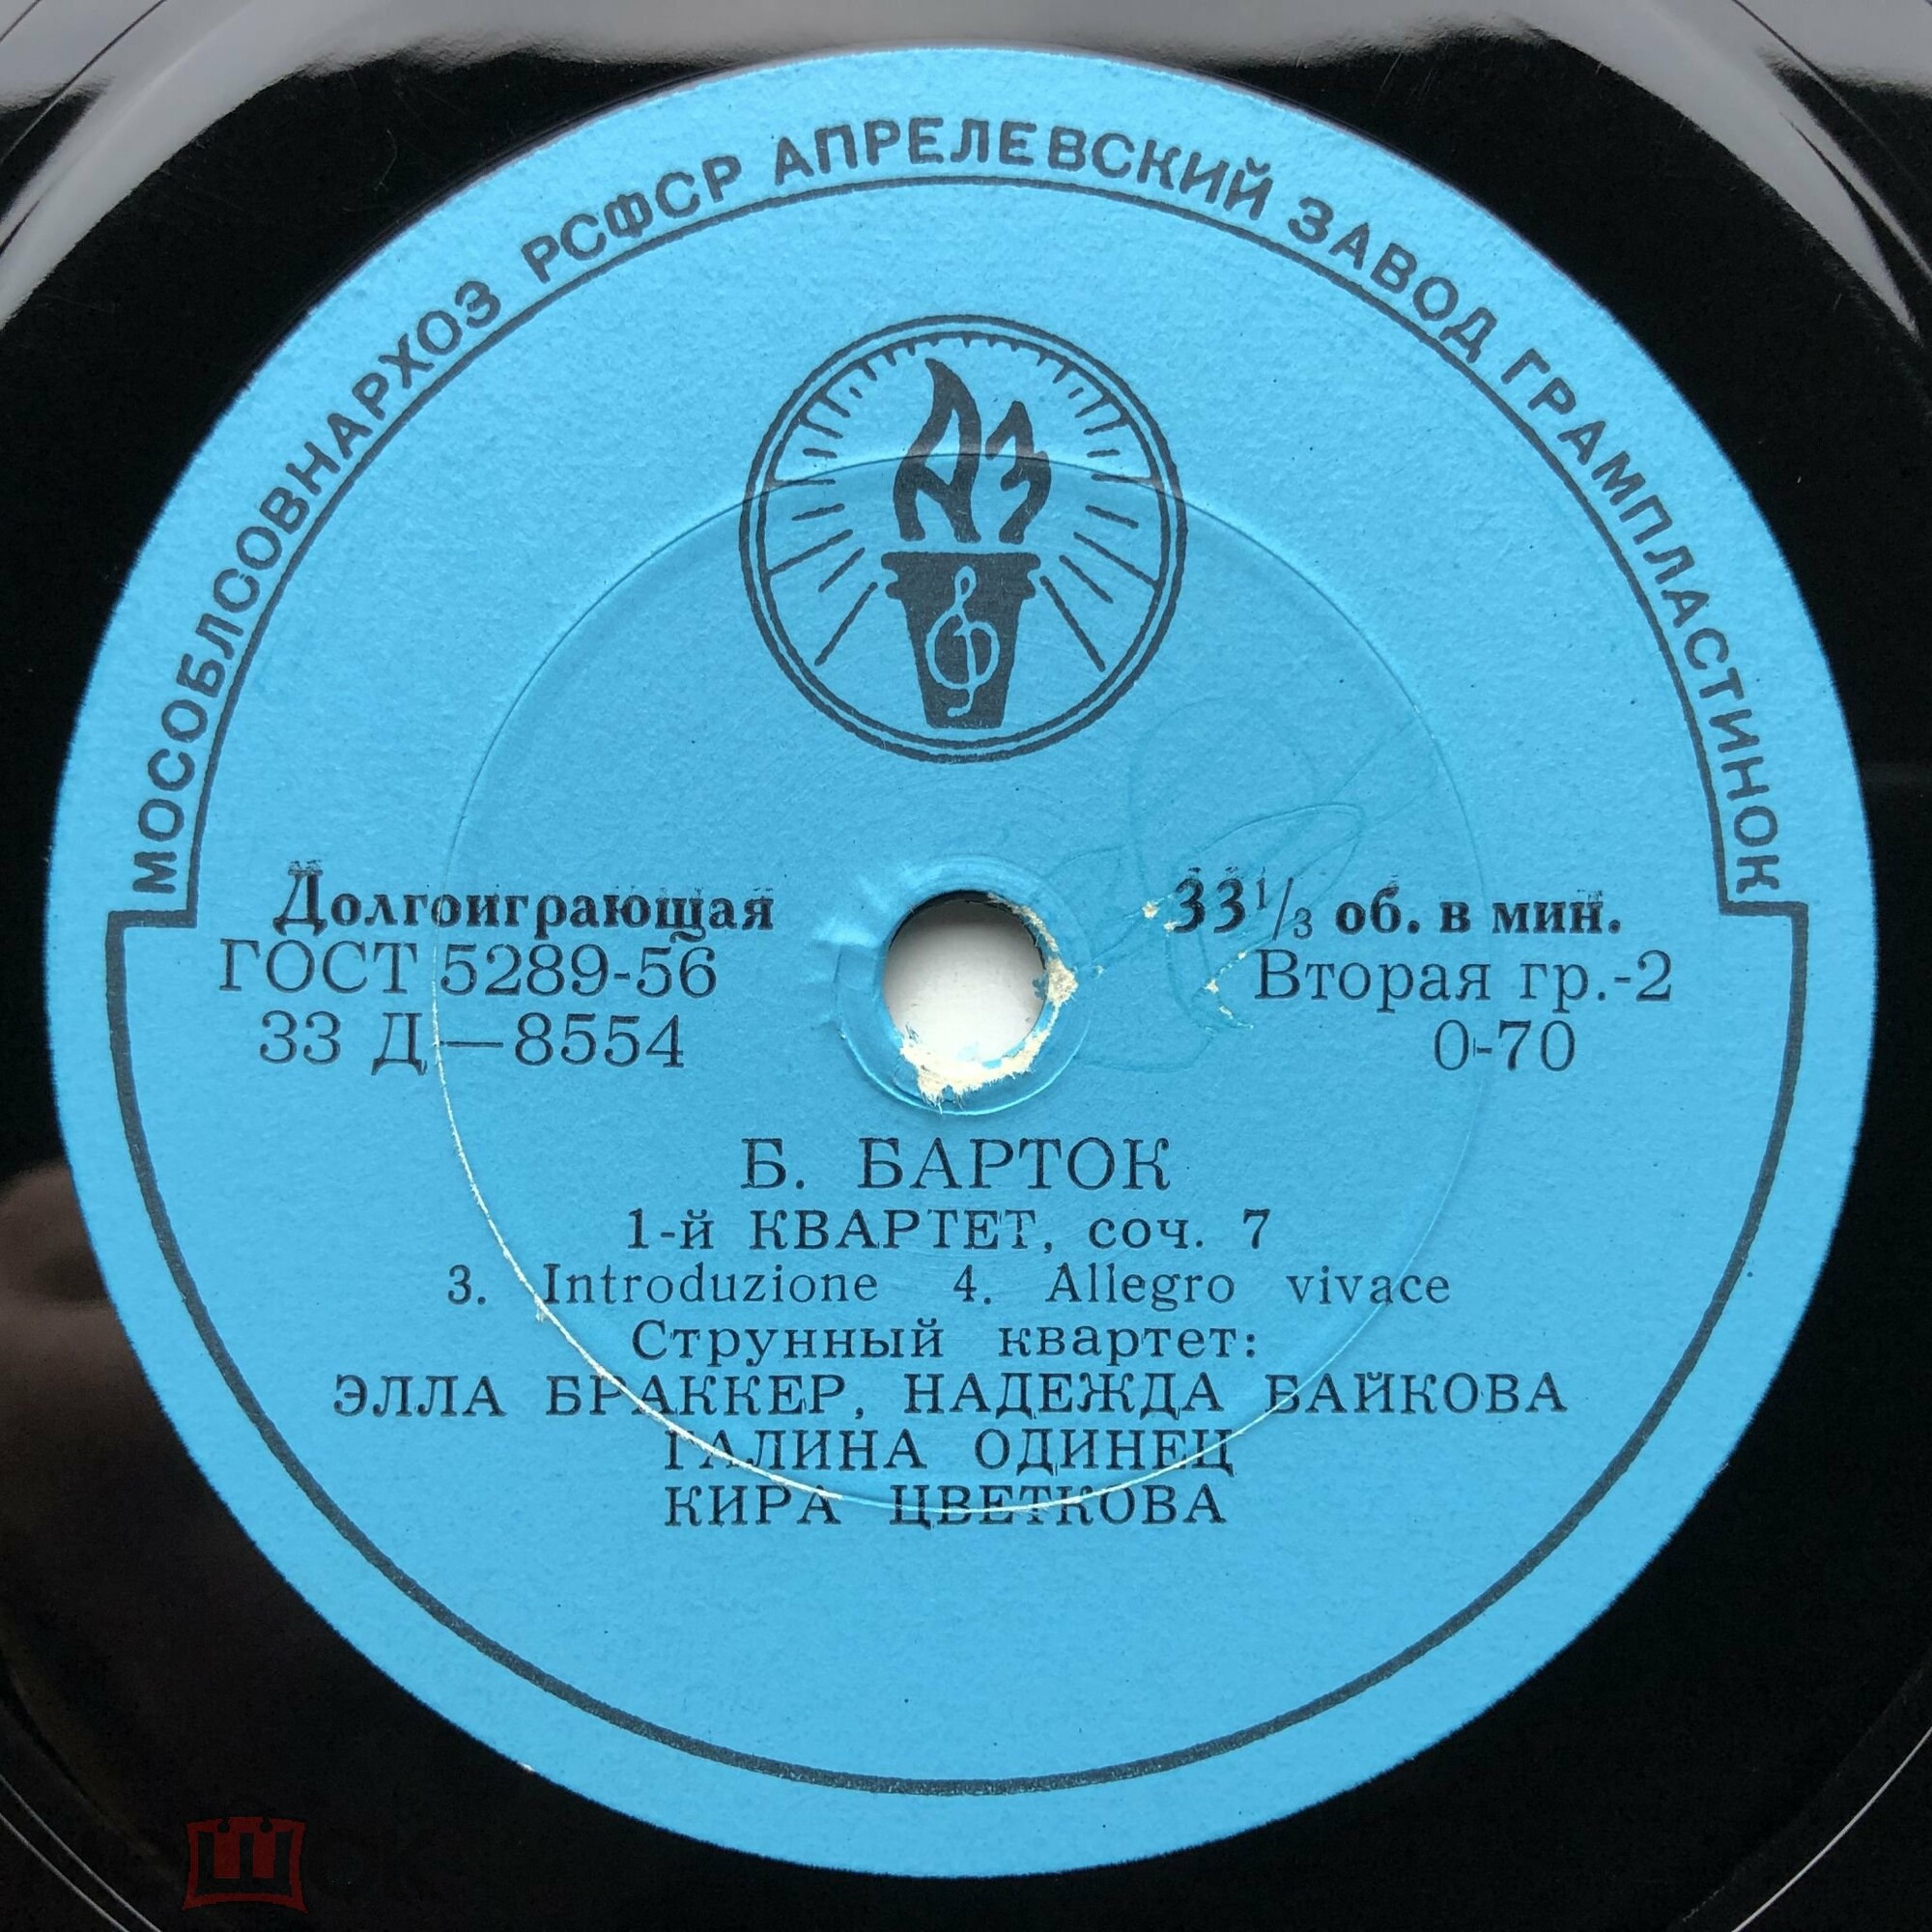 МОСОБЛСОВНАРХОЗ РСФСР АПРЕЛЕВСКИЙ ЗАВОД ГРАМПЛАСТИНОК
АЗ
Долгоиграющая
ГОСТ 5289-56
33 Д—8554
33⅓ об. в мин.
Вторая гр.-2
0-70
Б. БАРТОК
1-й КВАРТЕТ, соч. 7
3. Introduzione 4. Allegro vivace
Струнный квартет:
ЭЛЛА БРАККЕР, НАДЕЖДА БАЙКОВА
ГАЛИНА ОДИНЕЦ
КИРА ЦВЕТКОВА